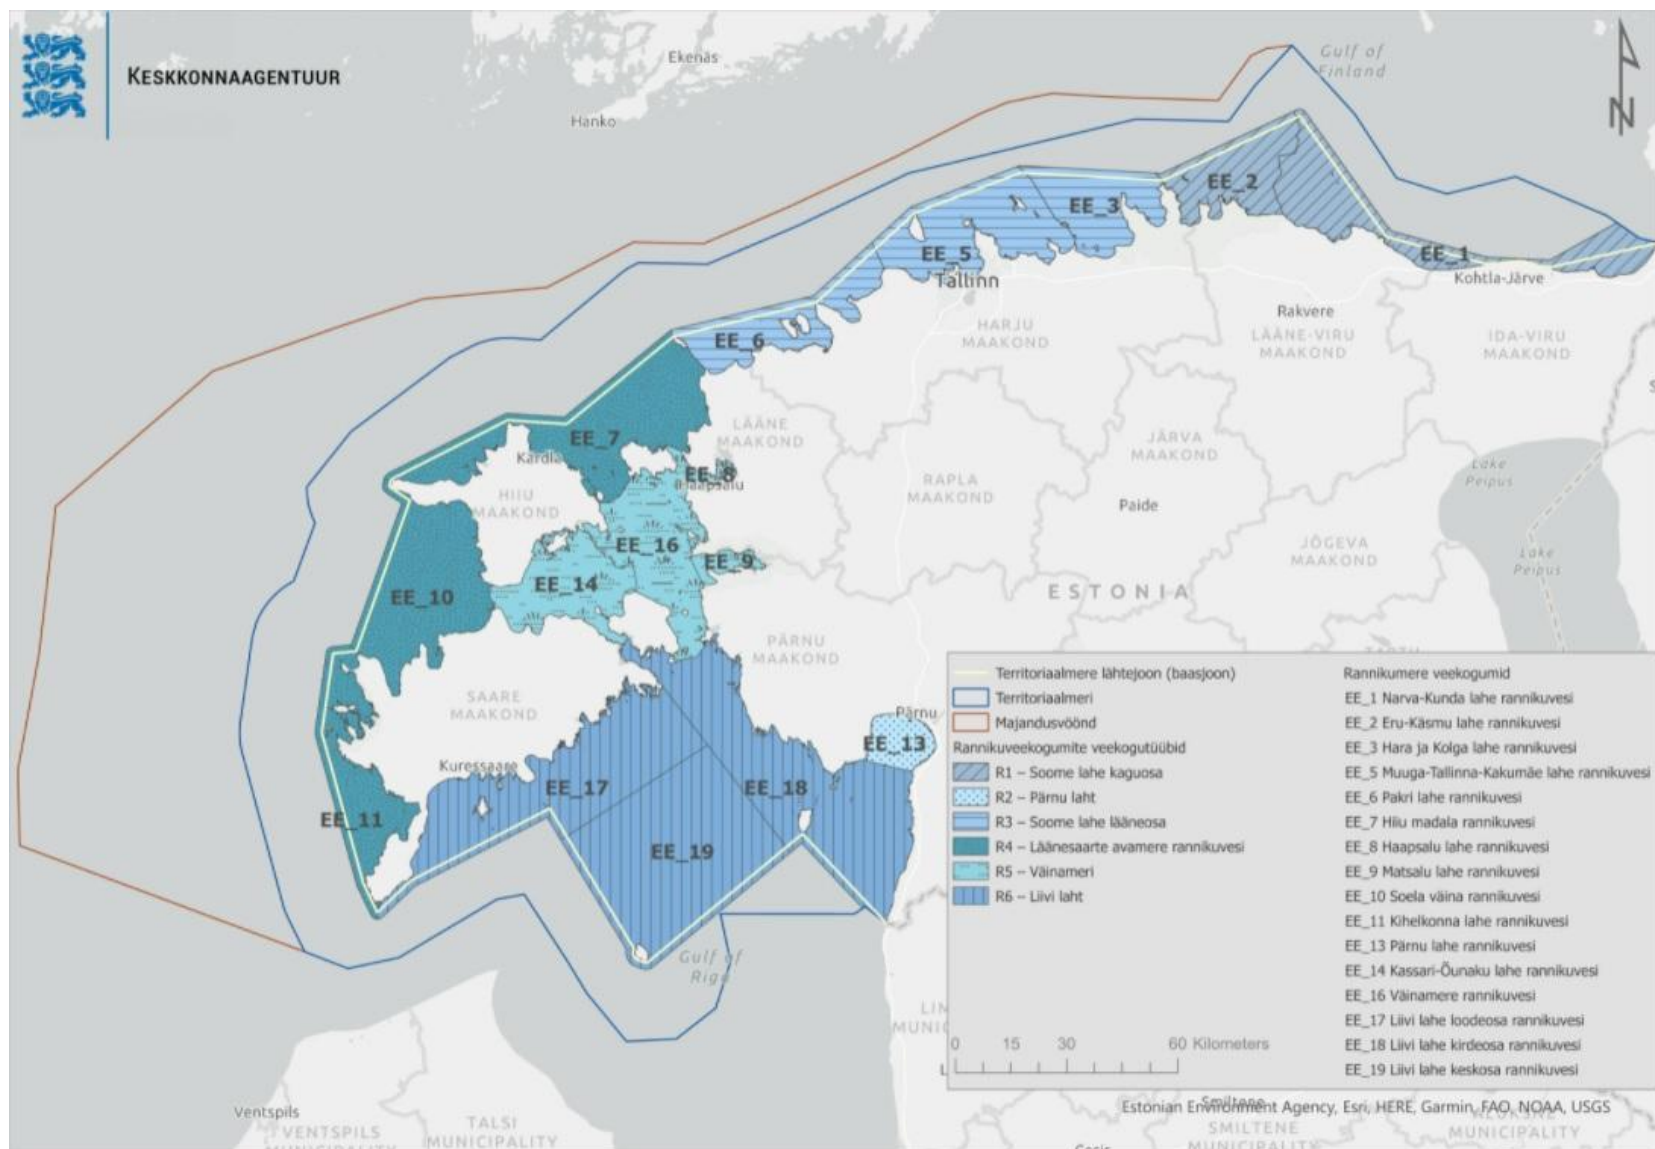 KESKKONNAAGENTUUR
Ekenäs
Hanko
Gulf of
Finland
N
EE_2
EE_3
EE_5
EE_1
Tallinn
Kohtla-Järve
HARJU
MAAKOND
Rakvere
LÄÄNE-VIRU
MAAKOND
IDA-VIRU
MAAKOND
EE_6
LÄÄNE
MAAKOND
JÄRVA
MAAKOND
EE_7
Kärdla
EE_8
Haapsalu
HIIU
MAAKOND
RAPLA
MAAKOND
Paide
Lake
Peipus
EE_16
EE_9
JÕGEVA
MAAKOND
Lake
Peipus
EE_14
EE_10
ESTONIA
PÄRNU
MAAKOND
SAARE
MAAKOND
Pärnu
EE_13
Kuressaare
EE_17
EE_18
EE_11
EE_19
Gulf of
Riga
Territoriaalmere lähtejoon (baasjoon)
Territoriaalmeri
Majandusvöönd
Rannikuveekogumite veekogutüübid
R1 – Soome lahe kaguosa
R2 – Pärnu laht
R3 – Soome lahe lääneosa
R4 – Läänesaarte avamere rannikuvesi
R5 – Väinameri
R6 – Liivi laht
Rannikumere veekogumid
EE_1 Narva-Kunda lahe rannikuvesi
EE_2 Eru-Käsmu lahe rannikuvesi
EE_3 Hara ja Kolga lahe rannikuvesi
EE_5 Muuga-Tallinna-Kakumäe lahe rannikuvesi
EE_6 Pakri lahe rannikuvesi
EE_7 Hiiu madala rannikuvesi
EE_8 Haapsalu lahe rannikuvesi
EE_9 Matsalu lahe rannikuvesi
EE_10 Soela väina rannikuvesi
EE_11 Kihelkonna lahe rannikuvesi
EE_13 Pärnu lahe rannikuvesi
EE_14 Kassari-Õunaku lahe rannikuvesi
EE_16 Väinamere rannikuvesi
EE_17 Liivi lahe loodeosa rannikuvesi
EE_18 Liivi lahe kirdeosa rannikuvesi
EE_19 Liivi lahe keskosa rannikuvesi
0 15 30 60 Kilometers
Estonian Environment Agency, Esri, HERE, Garmin, FAO, NOAA, USGS
Ventspils
VENTSPILS
TALSI
MUNICIPALITY
Smiltene
SMILTENE
MUNICIPALITY
MUNICIPALITY